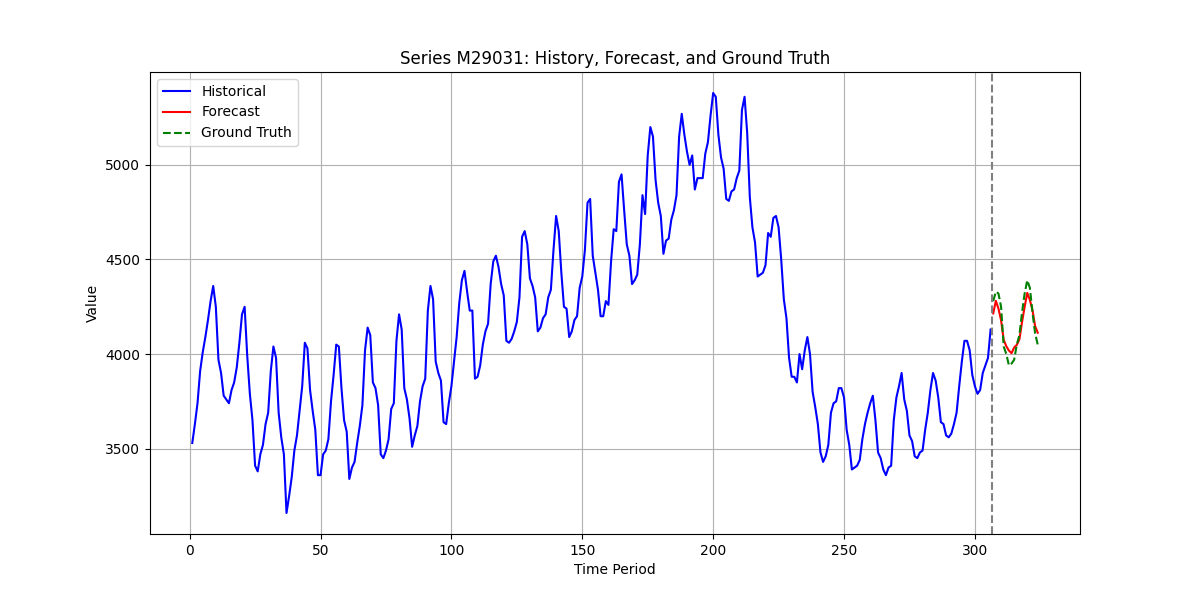 Series M29031: History, Forecast, and Ground Truth
Historical
Forecast
Ground Truth
Value
5000
4500
4000
3500
0 50 100 150 200 250 300
Time Period